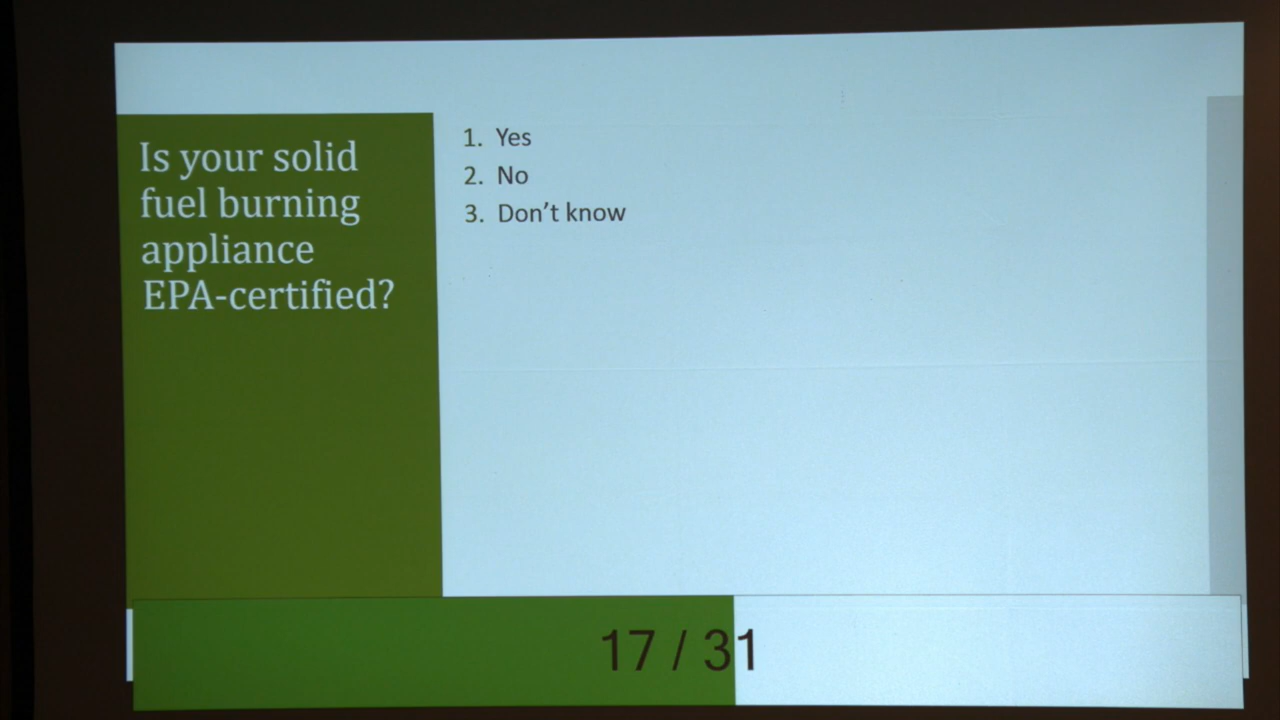 Is your solid
fuel burning
appliance
EPA-certified?
1. Yes
2. No
3. Don't know
17 / 31